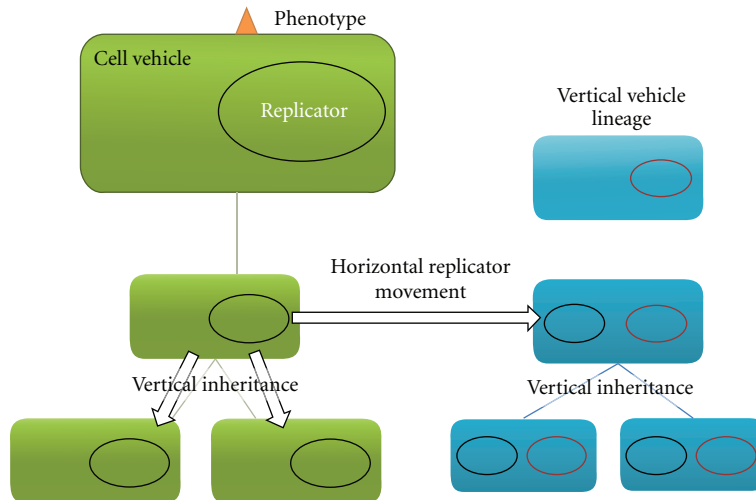 Phenotype
Cell vehicle
Replicator
Vertical vehicle
lineage
Horizontal replicator
movement
Vertical inheritance
Vertical inheritance